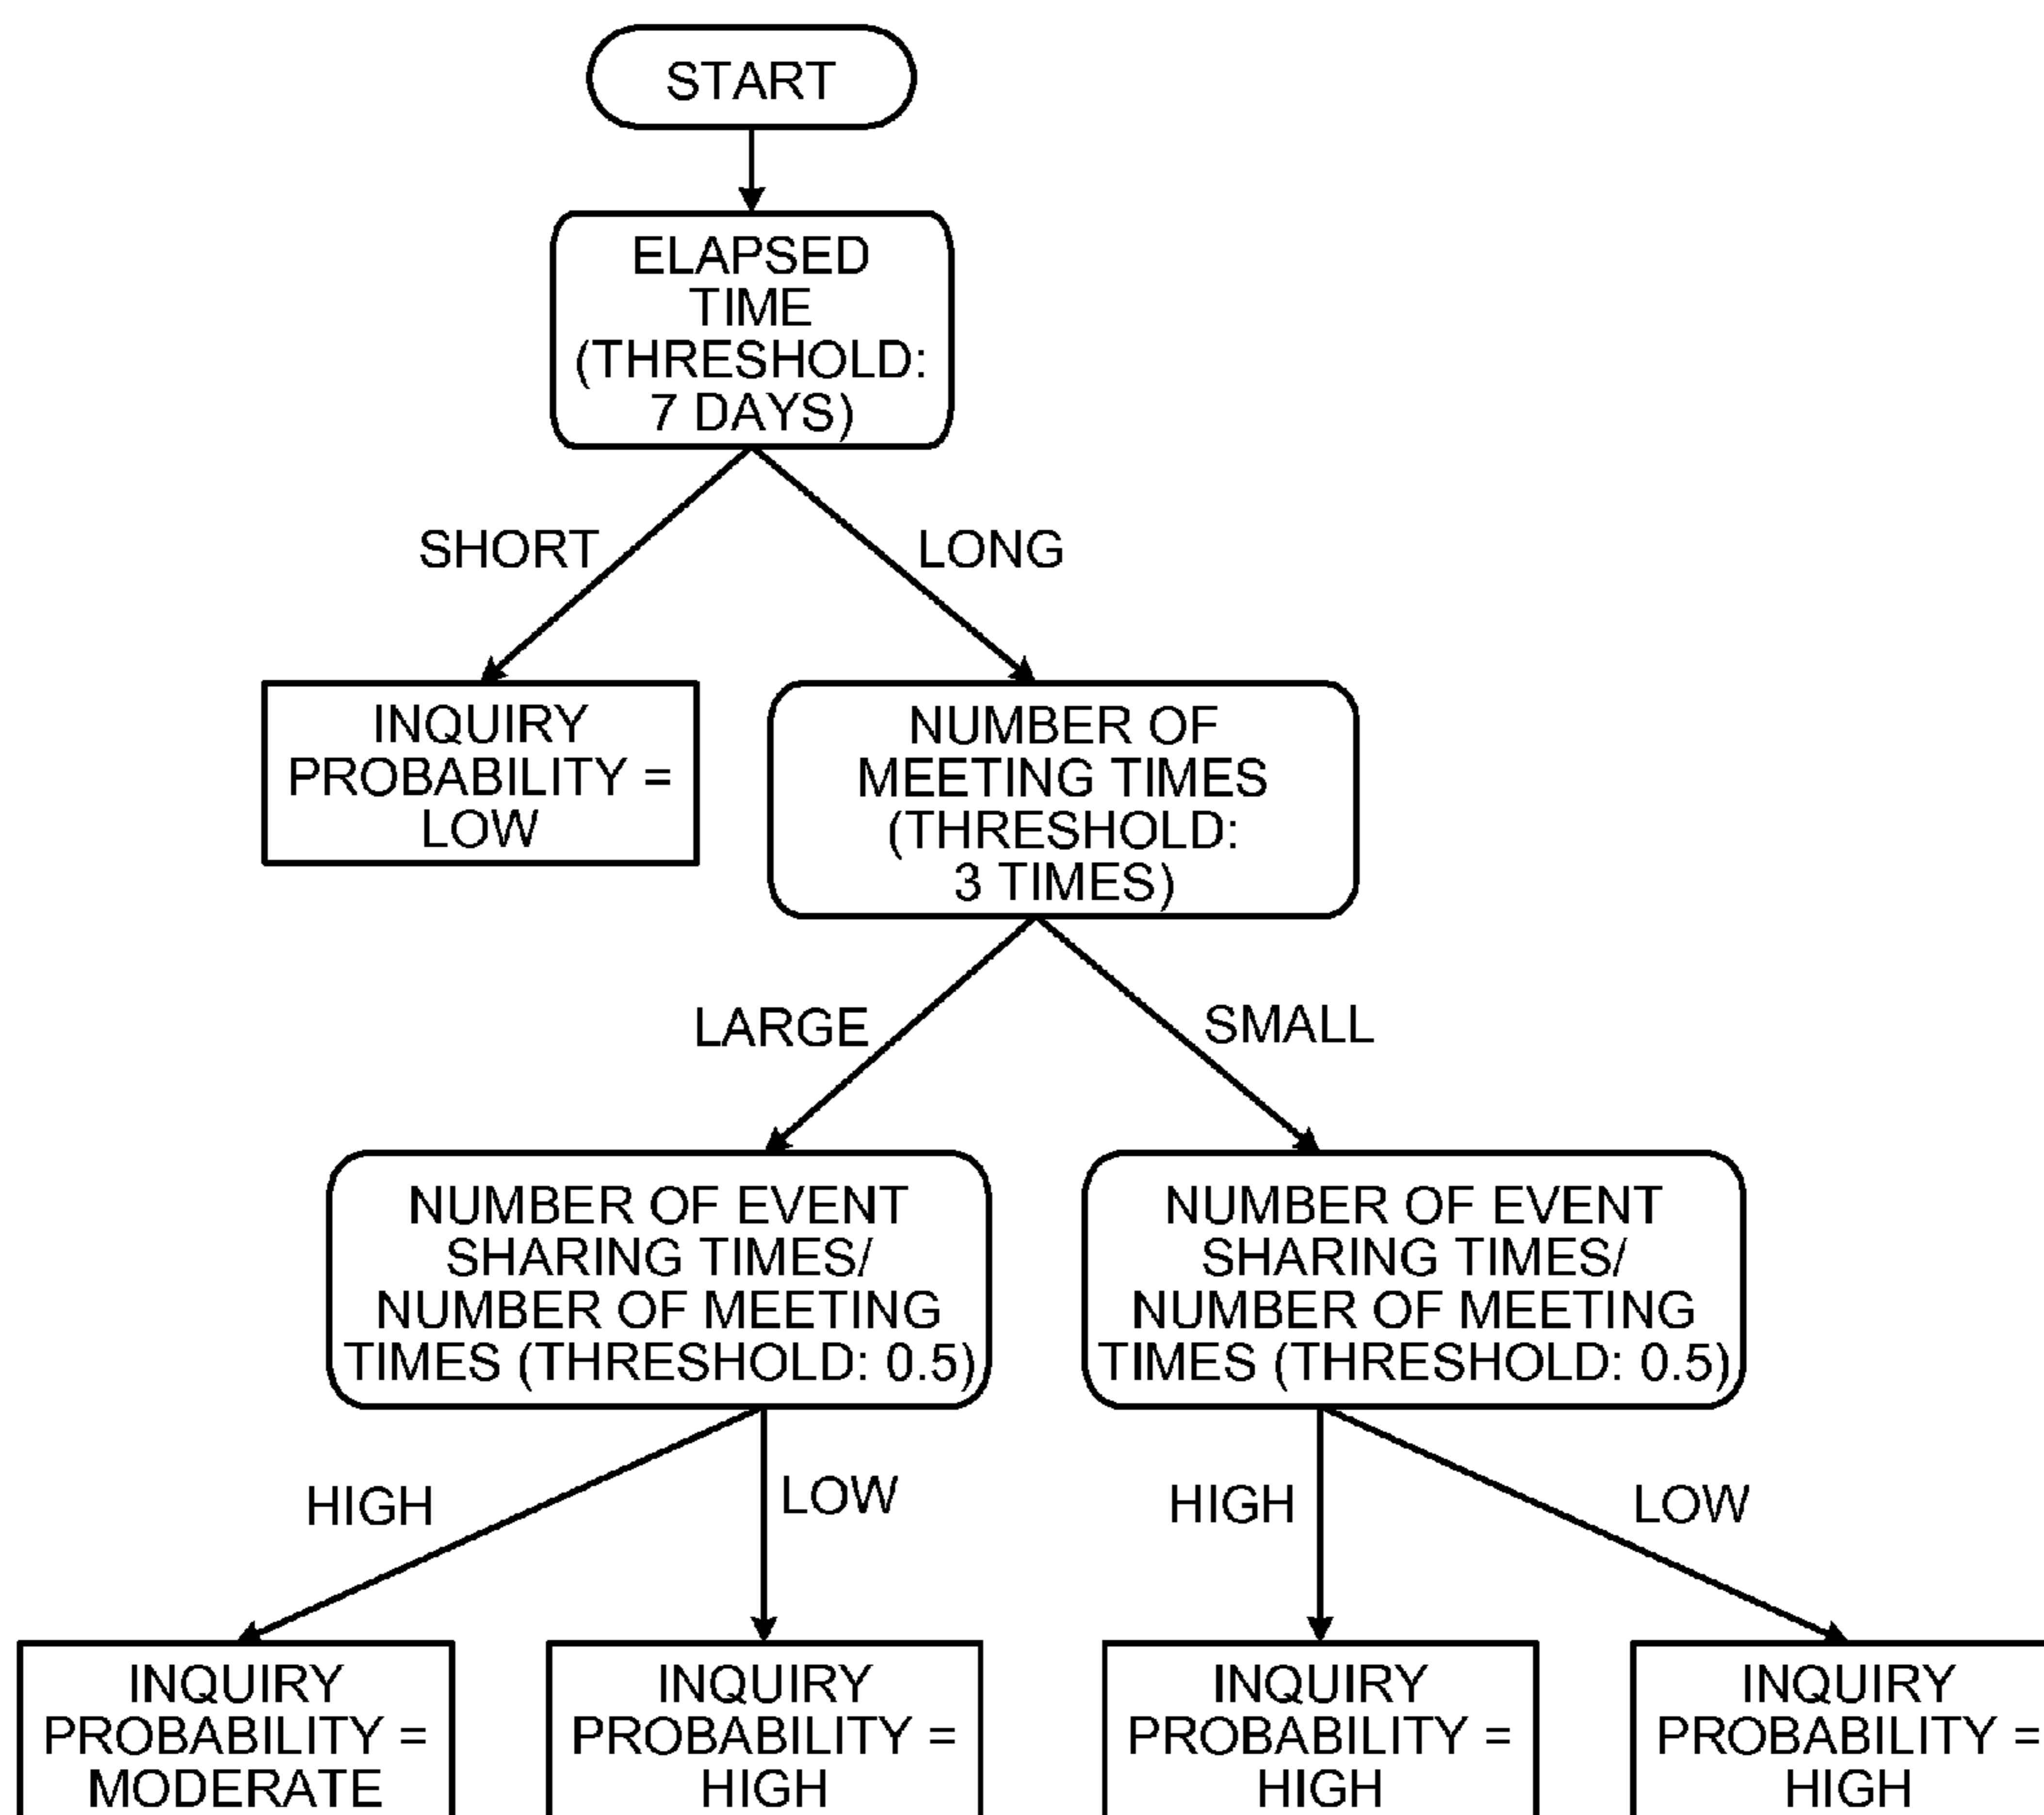 START
ELAPSED
TIME
(THRESHOLD:
7 DAYS)
SHORT
LONG
INQUIRY
PROBABILITY =
LOW
NUMBER OF
MEETING TIMES
(THRESHOLD:
3 TIMES)
LARGE
SMALL
NUMBER OF EVENT
SHARING TIMES/
NUMBER OF MEETING
TIMES (THRESHOLD: 0.5)
NUMBER OF EVENT
SHARING TIMES/
NUMBER OF MEETING
TIMES (THRESHOLD: 0.5)
HIGH
LOW
HIGH
LOW
INQUIRY
PROBABILITY =
MODERATE
INQUIRY
PROBABILITY =
HIGH
INQUIRY
PROBABILITY =
HIGH
INQUIRY
PROBABILITY =
HIGH